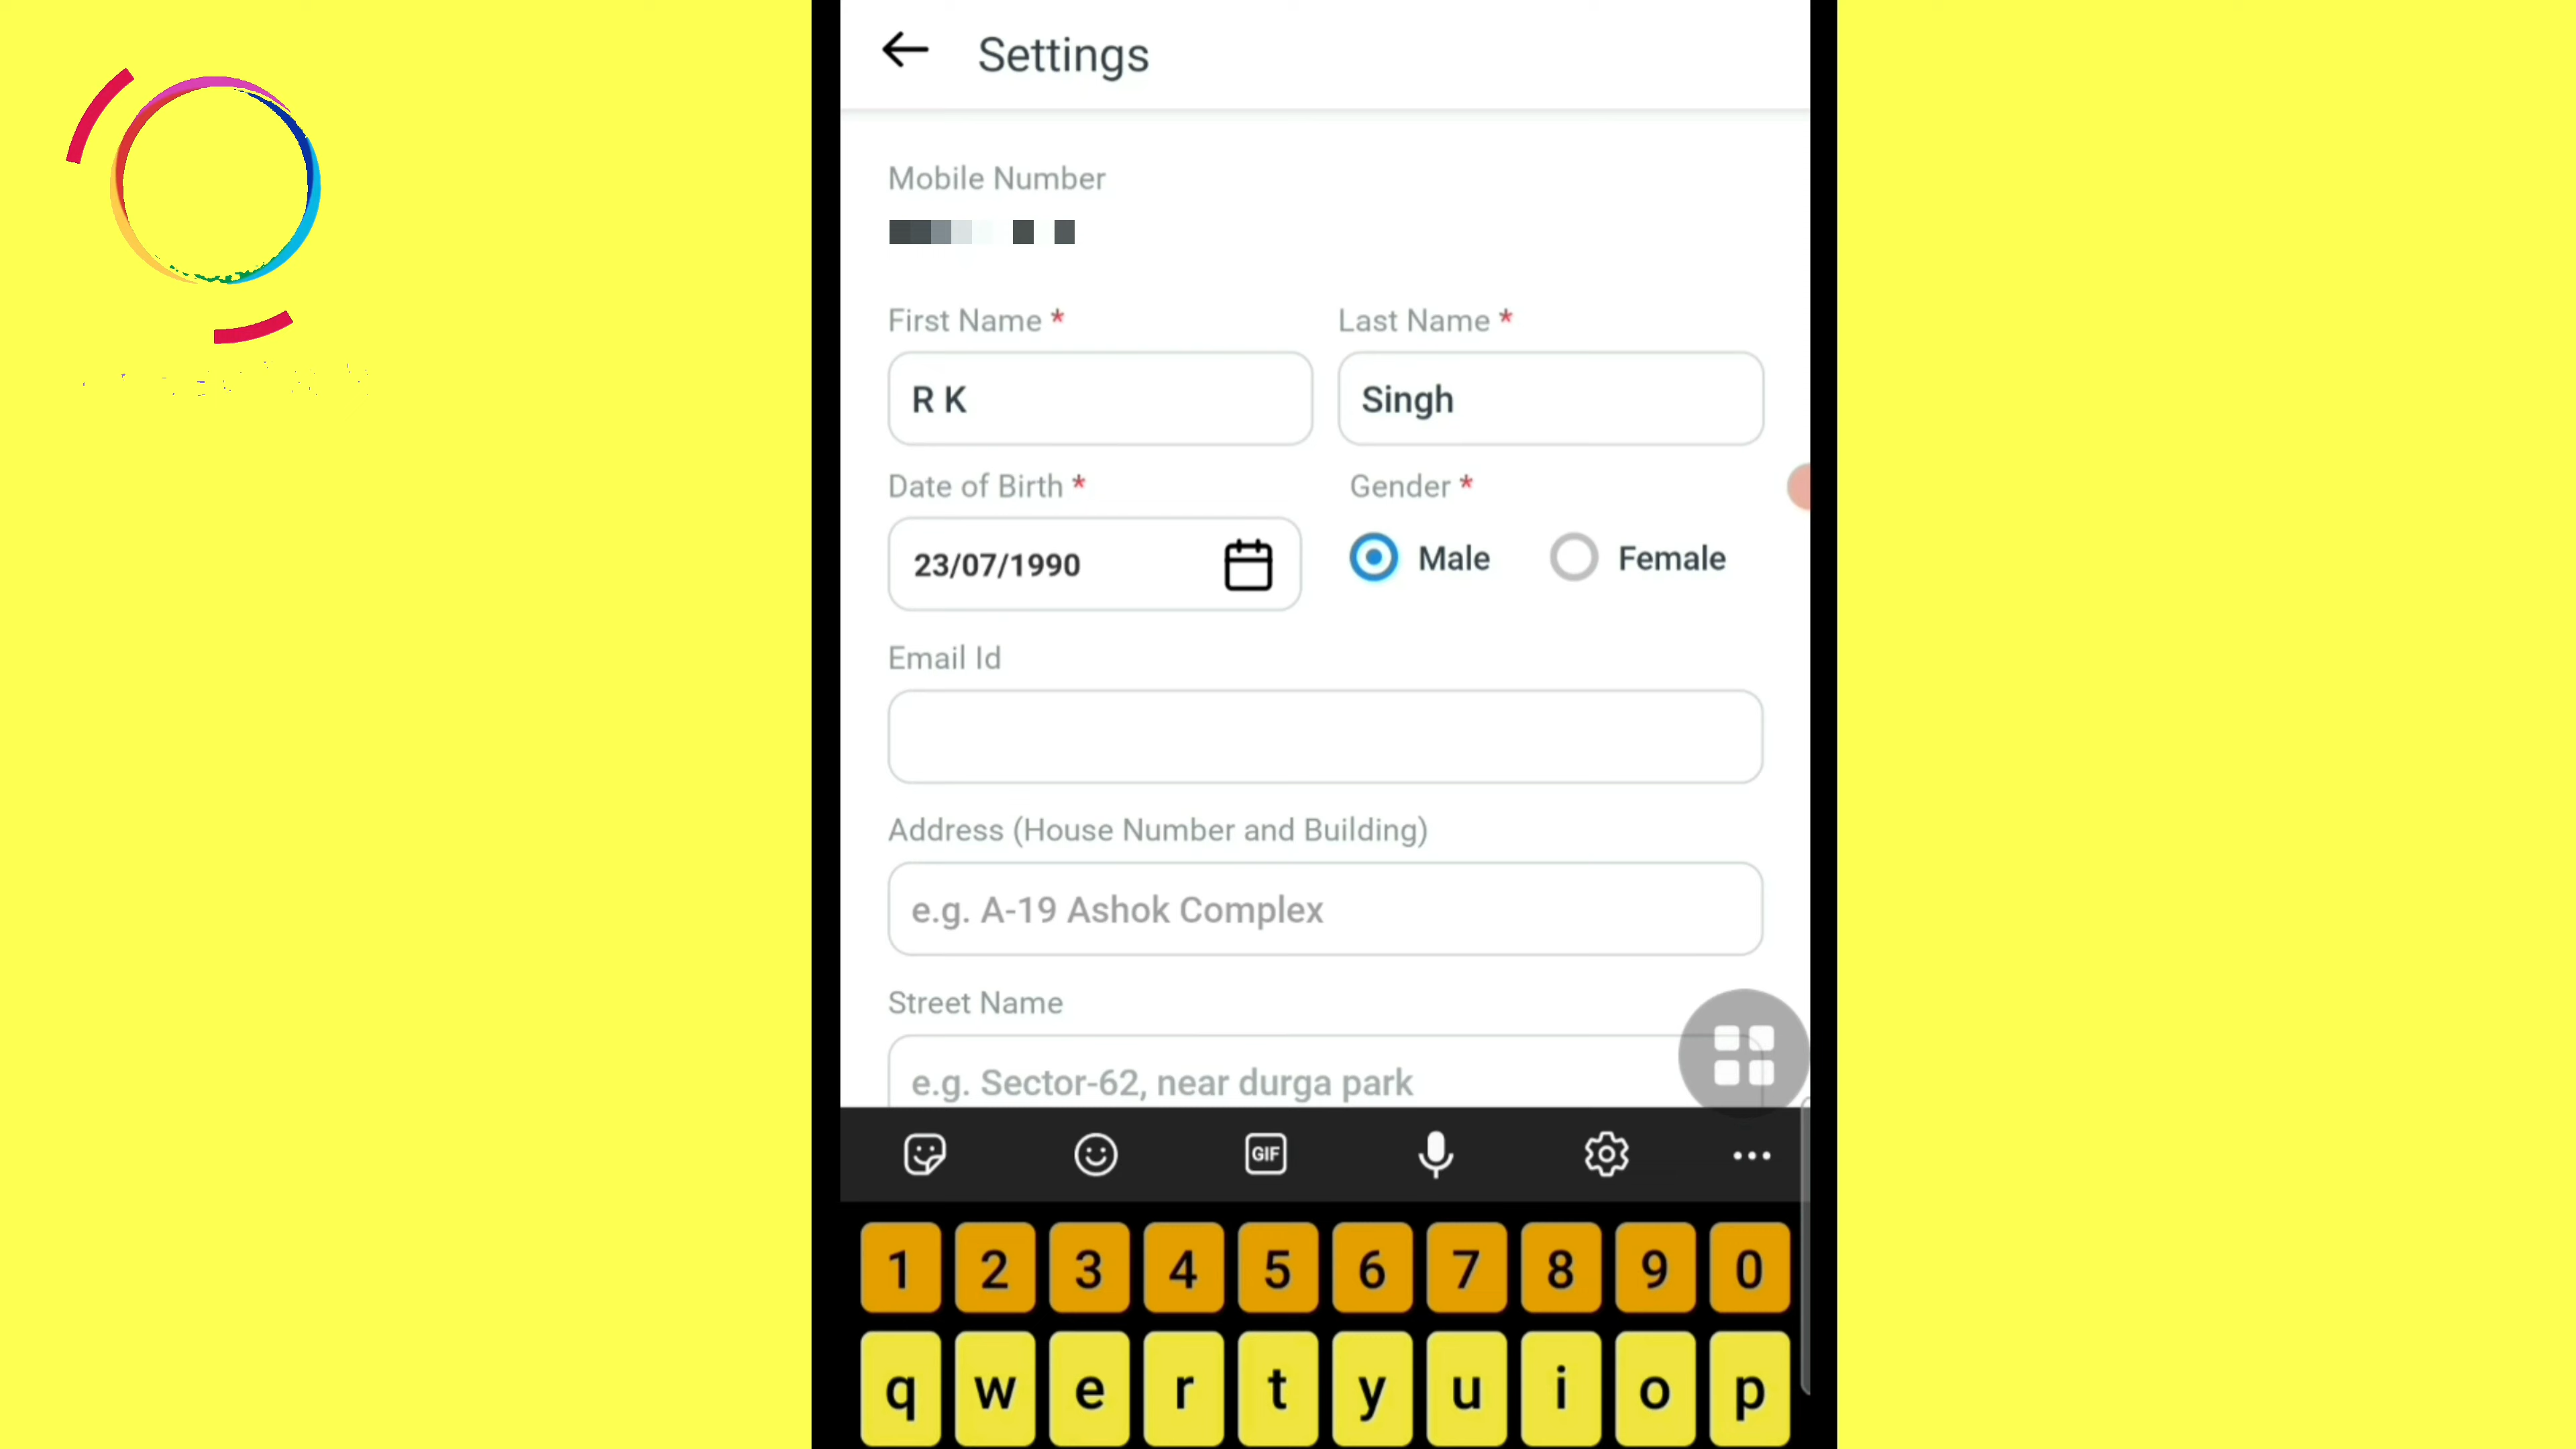 Settings
Mobile Number
First Name *
Last Name *
R K
Singh
Date of Birth *
Gender *
23/07/1990
Male
Female
Email Id
Address (House Number and Building)
e.g. A-19 Ashok Complex
Street Name
e.g. Sector-62, near durga park
GIF
1 2 3 4 5 6 7 8 9 0
q w e r t y u i o p